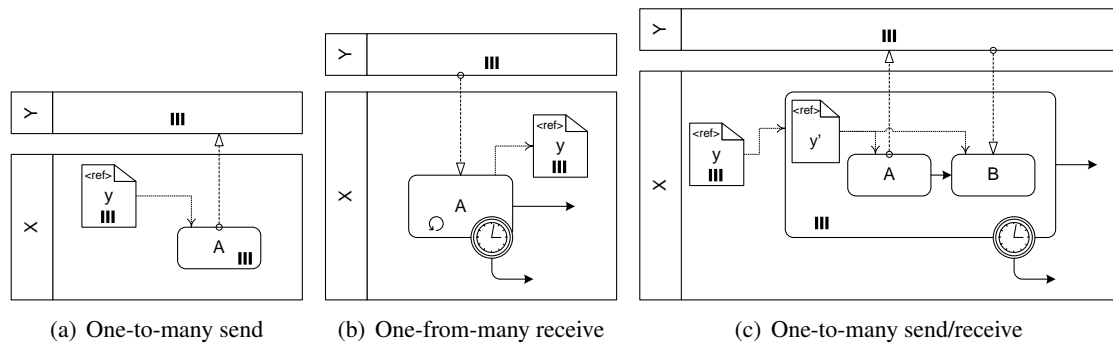 Y
X
<ref>
y
A
(a) One-to-many send
Y
X
<ref>
y
A
(b) One-from-many receive
Y
X
<ref>
y
<ref>
y'
A
B
(c) One-to-many send/receive